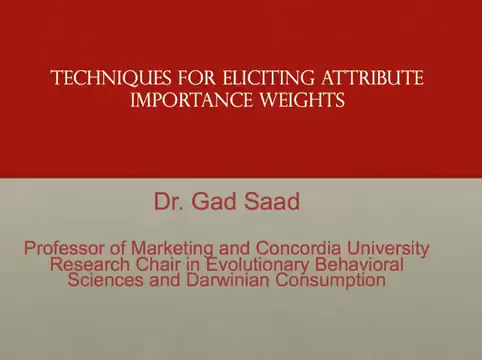 TECHNIQUES FOR ELICITING ATTRIBUTE
IMPORTANCE WEIGHTS
Dr. Gad Saad
Professor of Marketing and Concordia University
Research Chair in Evolutionary Behavioral
Sciences and Darwinian Consumption